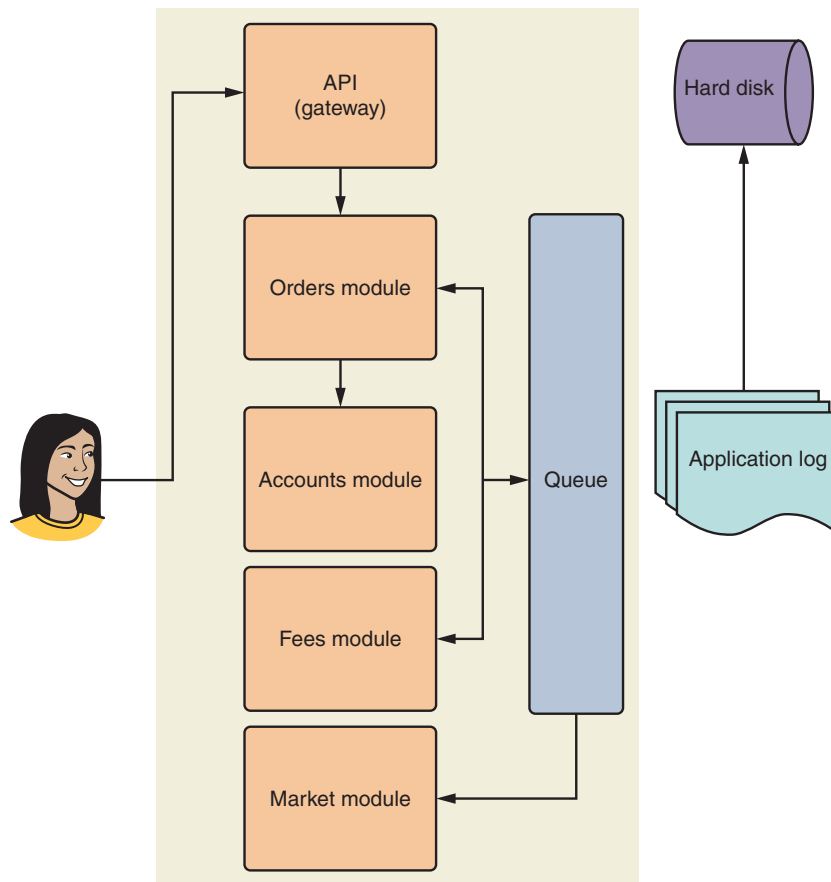 API
(gateway)
Hard disk
Orders module
Accounts module
Queue
Application log
Fees module
Market module